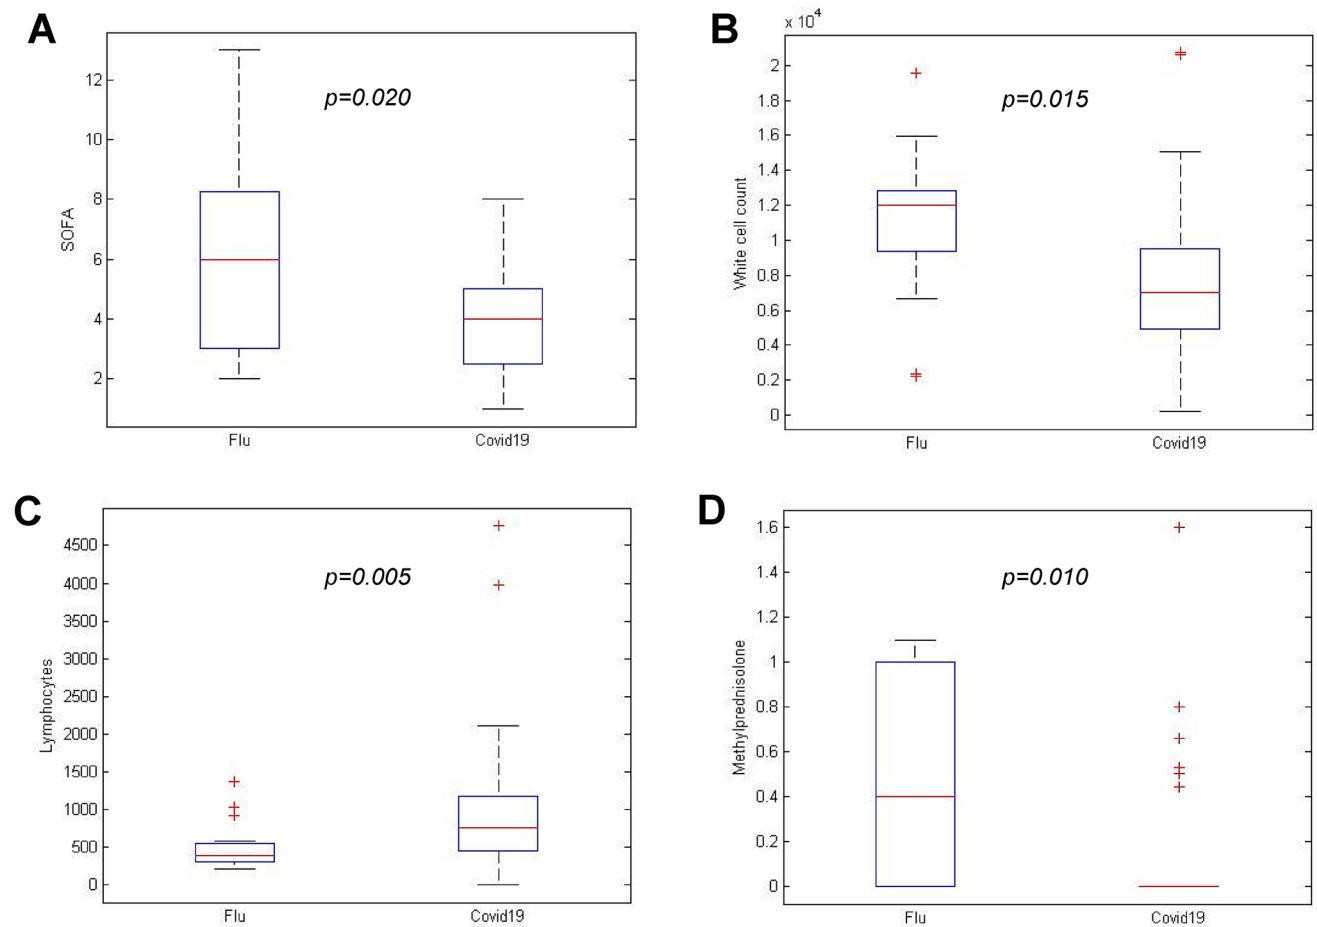 A
SOFA
12
10
8
6
4
2
p=0.020
Flu
Covid19
B
x 10⁴
White cell count
2
1.8
1.6
1.4
1.2
1
0.8
0.6
0.4
0.2
0
p=0.015
Flu
Covid19
C
Lymphocytes
4500
4000
3500
3000
2500
2000
1500
1000
500
0
p=0.005
Flu
Covid19
D
Methylprednisolone
1.6
1.4
1.2
1
0.8
0.6
0.4
0.2
0
p=0.010
Flu
Covid19